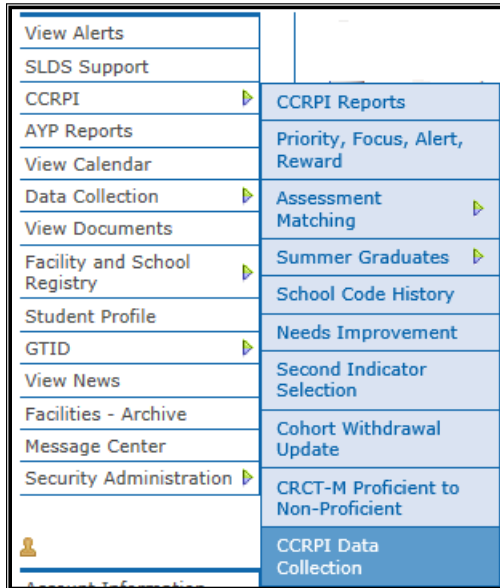 View Alerts
SLDS Support
CCRPI
AYP Reports
View Calendar
Data Collection
View Documents
Facility and School
Registry
Student Profile
GTID
View News
Facilities - Archive
Message Center
Security Administration
Account Information
CCRPI Reports
Priority, Focus, Alert,
Reward
Assessment
Matching
Summer Graduates
School Code History
Needs Improvement
Second Indicator
Selection
Cohort Withdrawal
Update
CRCT-M Proficient to
Non-Proficient
CCRPI Data
Collection